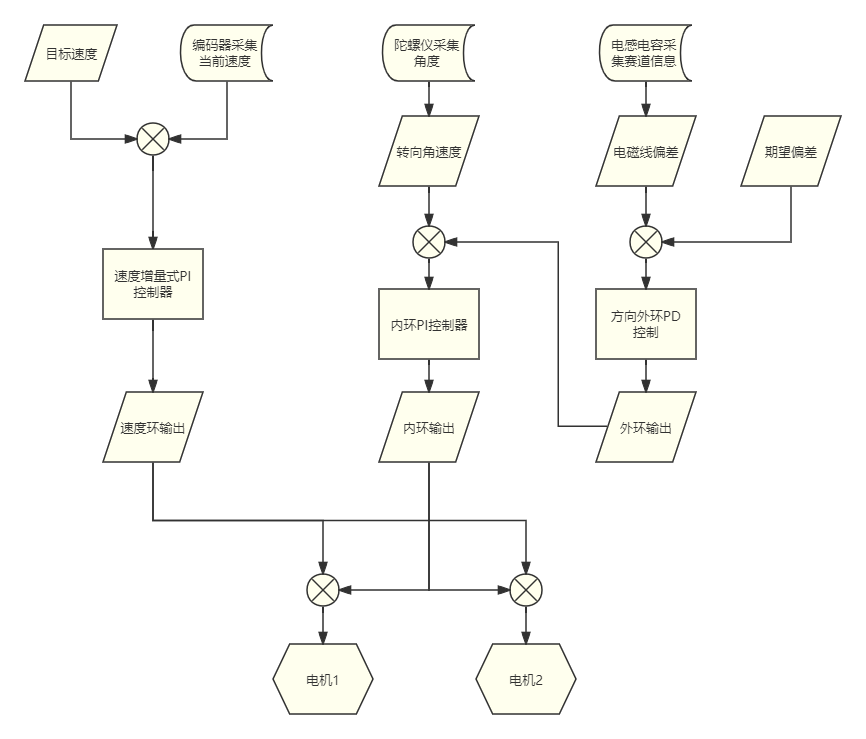 目标速度
编码器采集
当前速度
陀螺仪采集
角度
电感电容采
集赛道信息
转向角速度
电磁线偏差
期望偏差
速度增量式PI
控制器
内环PI控制器
方向外环PD
控制
速度环输出
内环输出
外环输出
电机1
电机2